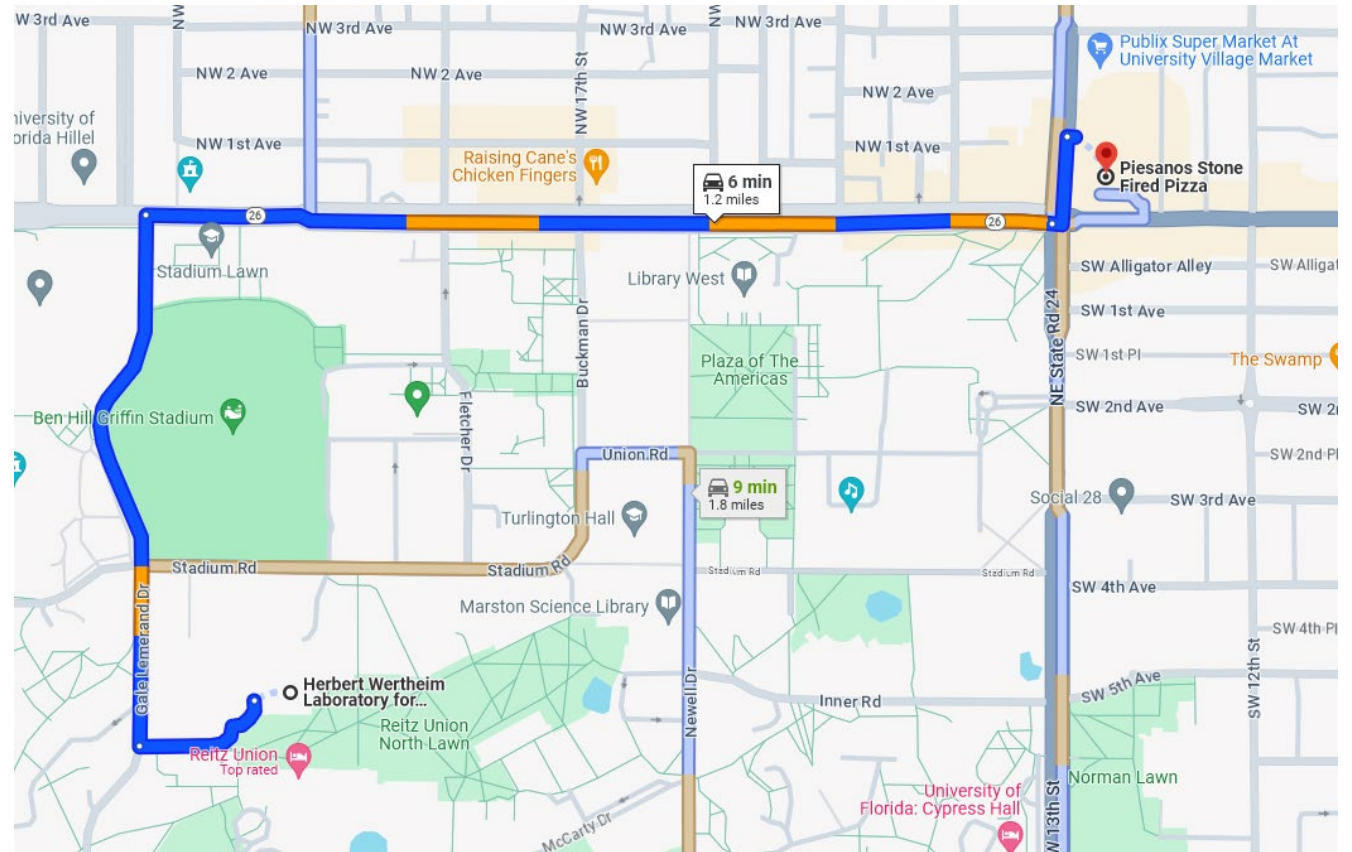 W 3rd Ave
NW
NW 3rd Ave
NW 3rd Ave
NW
NW 3rd Ave
Publix Super Market At
University Village Market
NW 2 Ave
NW 2 Ave
NW 17th St
NW 2 Ave
niversity of
orida Hillel
NW 1st Ave
NW 1st Ave
Raising Cane's
Chicken Fingers
6 min
1.2 miles
Piesanos Stone
Fired Pizza
26
26
Stadium Lawn
Library West
SW Alligator Alley
SW Alligat
NE State Rd 24
SW 1st Ave
Buckman Dr
SW 1st Pl
The Swamp
Plaza of The
Americas
Ben Hill Griffin Stadium
Fletcher Dr
SW 2nd Ave
SW 2
Union Rd
SW 2nd Pl
9 min
1.8 miles
Social 28
SW 3rd Ave
Turlington Hall
Stadium Rd
Stadium Rd
Stadium Rd
Stadium Rd
SW 4th Ave
Marston Science Library
Gale Lemerand Dr
SW 4th Pl
Herbert Wertheim
Laboratory for...
Newell Dr
Inner Rd
SW 5th Ave
SW 12th St
Reitz Union
North Lawn
Reitz Union
Top rated
Norman Lawn
University of
Florida: Cypress Hall
McCarty Dr
W 13th St